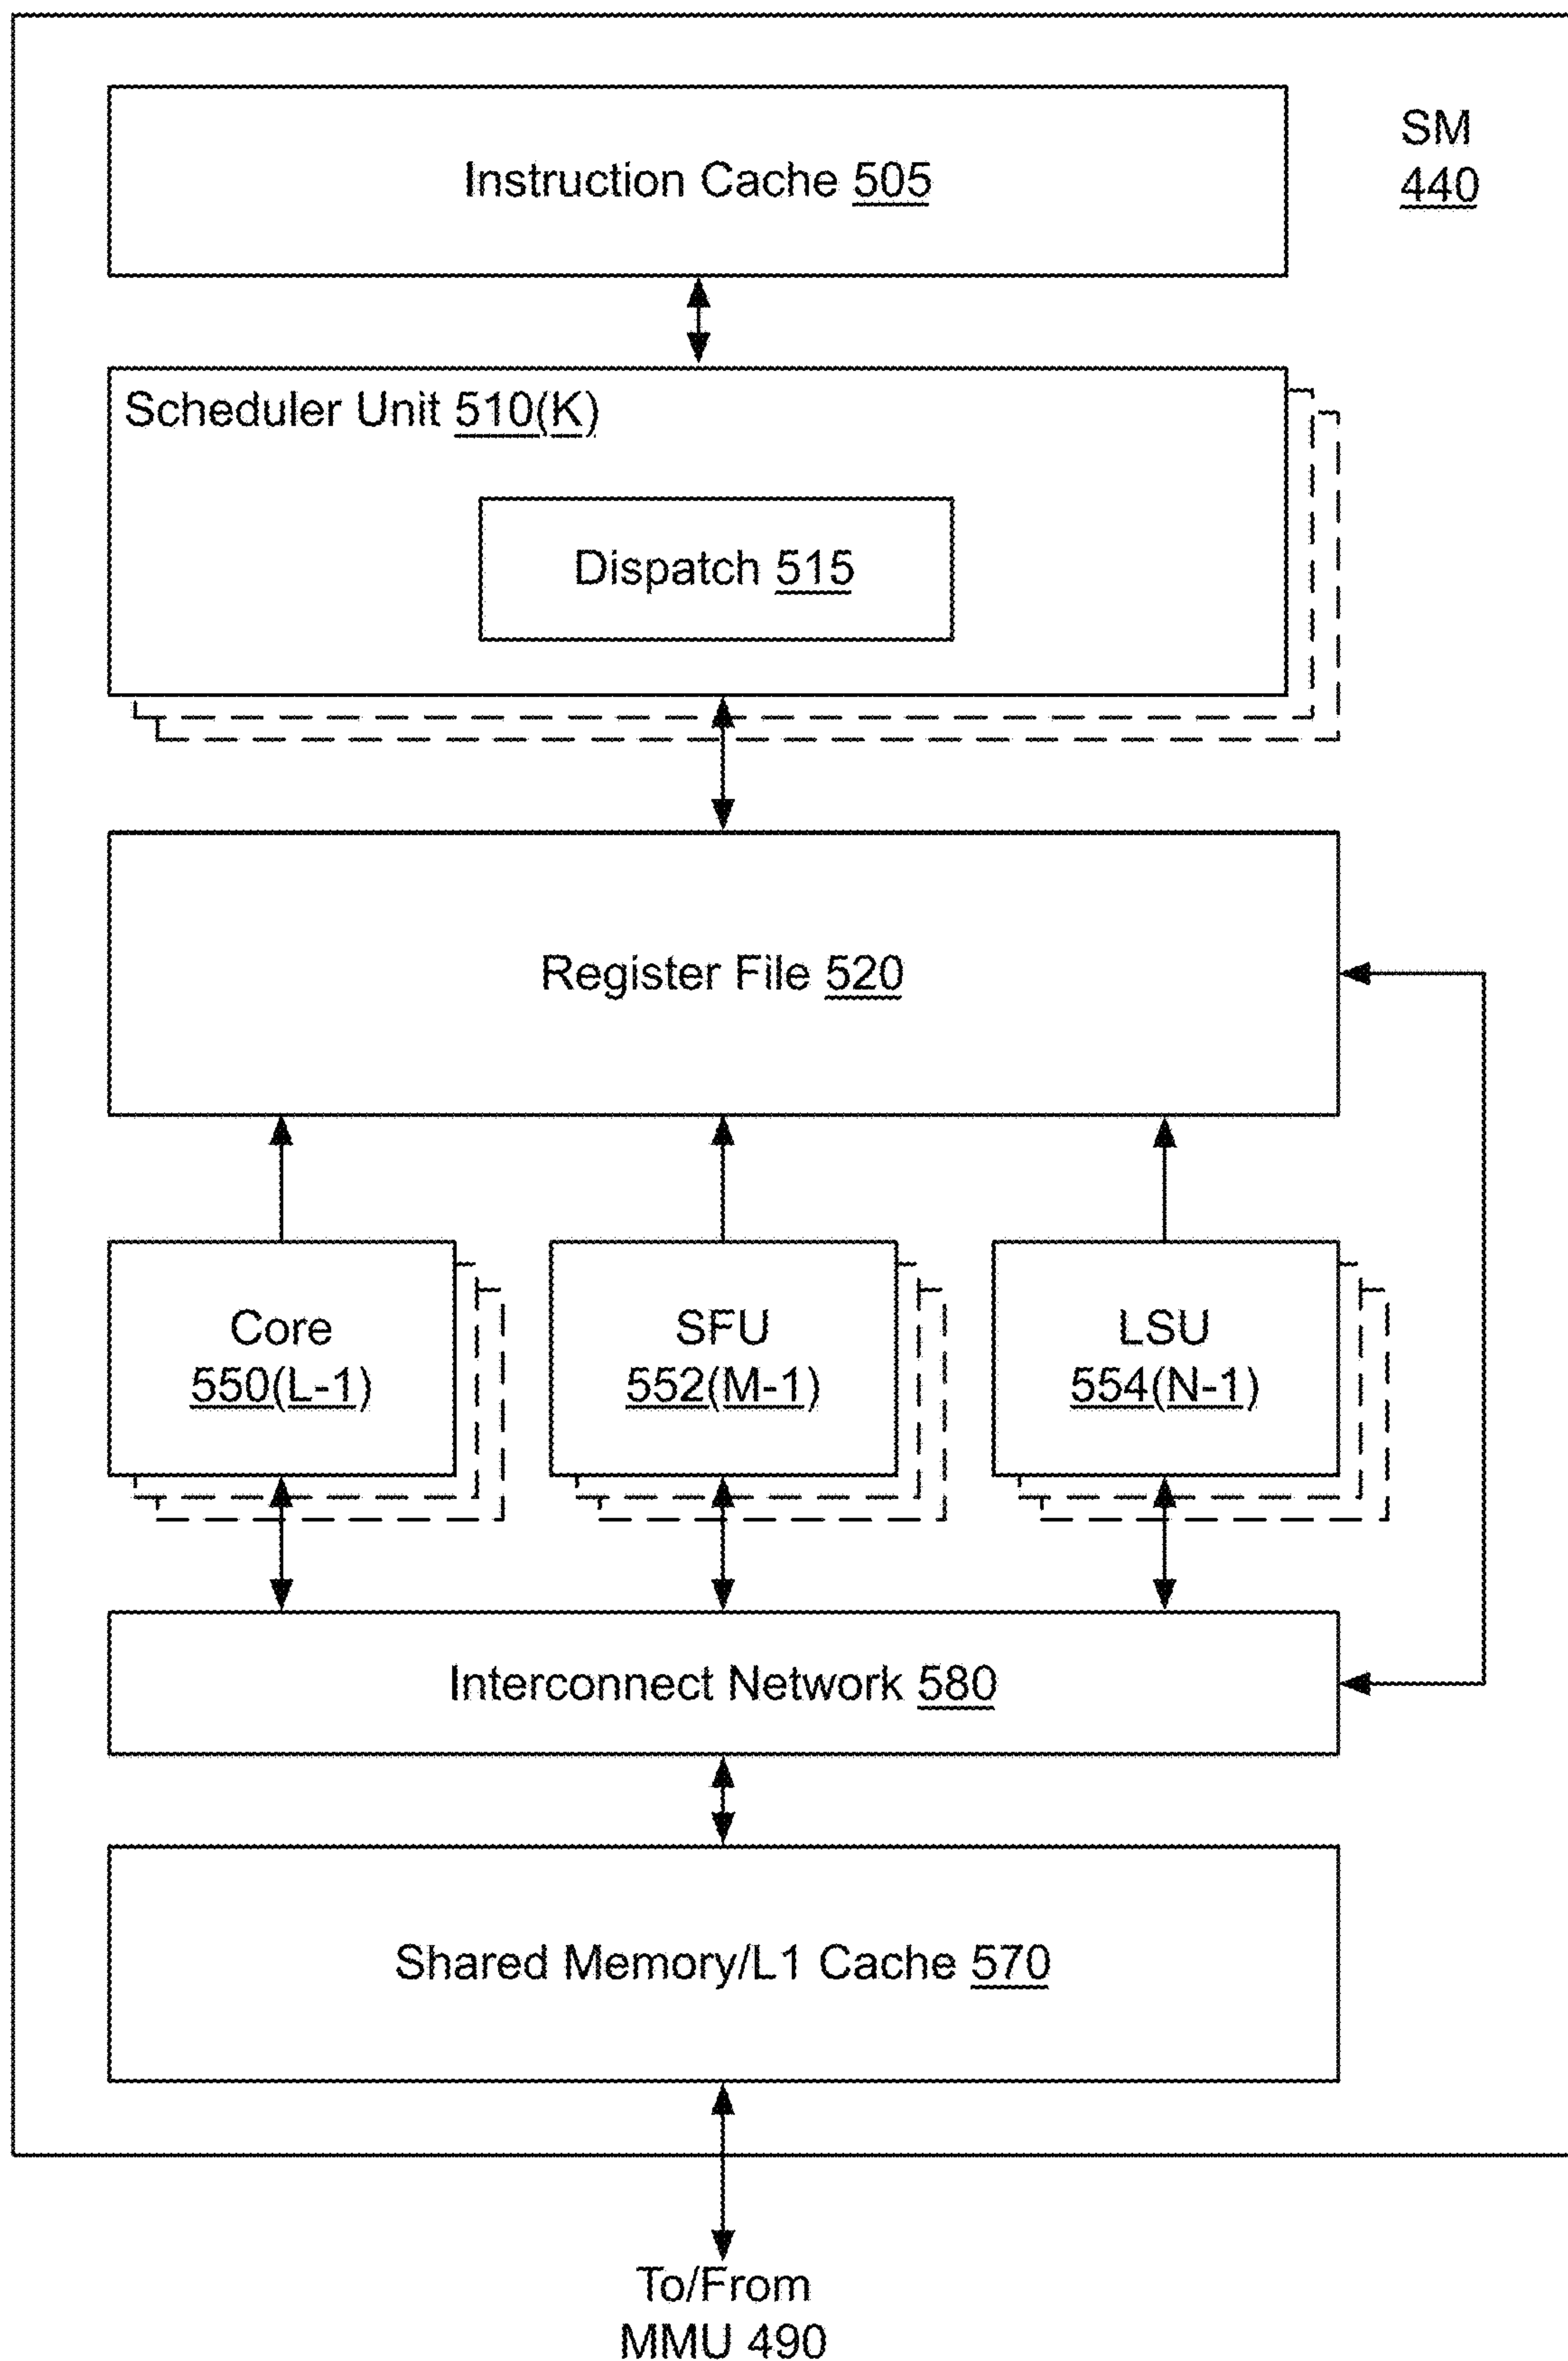 SM
440
Instruction Cache 505
Scheduler Unit 510(K)
Dispatch 515
Register File 520
Core
550(L-1)
SFU
552(M-1)
LSU
554(N-1)
Interconnect Network 580
Shared Memory/L1 Cache 570
To/From
MMU 490